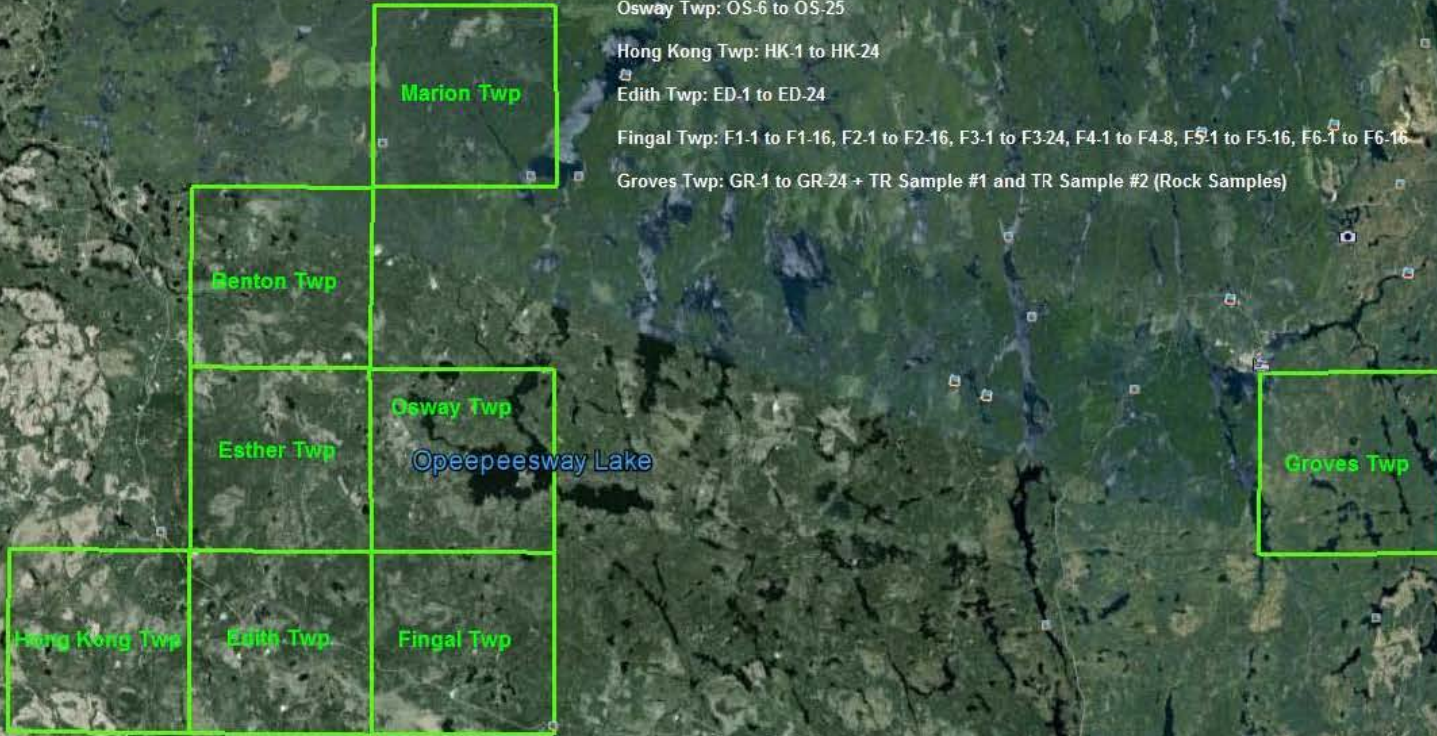 Osway Twp: OS-6 to OS-25
Hong Kong Twp: HK-1 to HK-24
Edith Twp: ED-1 to ED-24
Fingal Twp: F1-1 to F1-16, F2-1 to F2-16, F3-1 to F3-24, F4-1 to F4-8, F5-1 to F5-16, F6-1 to F6-16
Groves Twp: GR-1 to GR-24 + TR Sample #1 and TR Sample #2 (Rock Samples)
Marion Twp
Benton Twp
Osway Twp
Esther Twp
Opeepeesway Lake
Groves Twp
Hong Kong Twp
Edith Twp
Fingal Twp